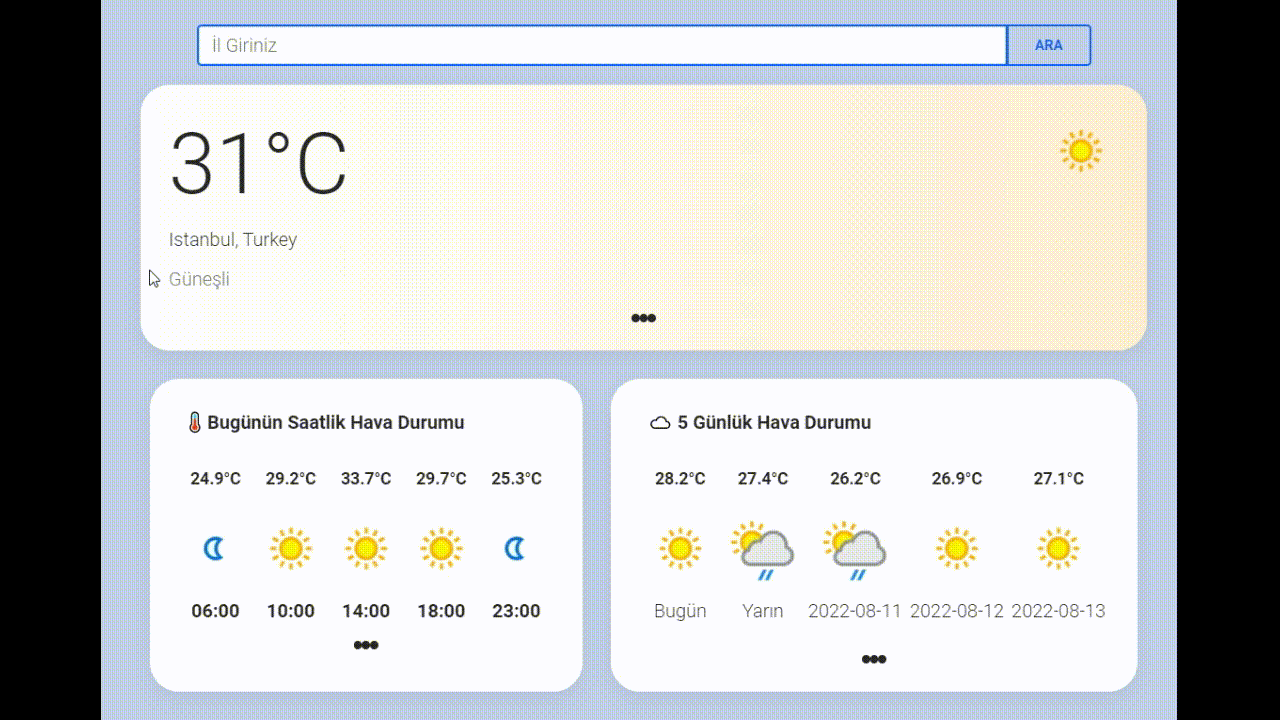 İl Giriniz ARA
31°C
Istanbul, Turkey
Güneşli
Bugünün Saatlik Hava Durumu
24.9°C 29.2°C 33.7°C 29.7°C 25.3°C
06:00 10:00 14:00 18:00 23:00
5 Günlük Hava Durumu
28.2°C 27.4°C 26.2°C 26.9°C 27.1°C
Bugün Yarın 2022-08-11 2022-08-12 2022-08-13